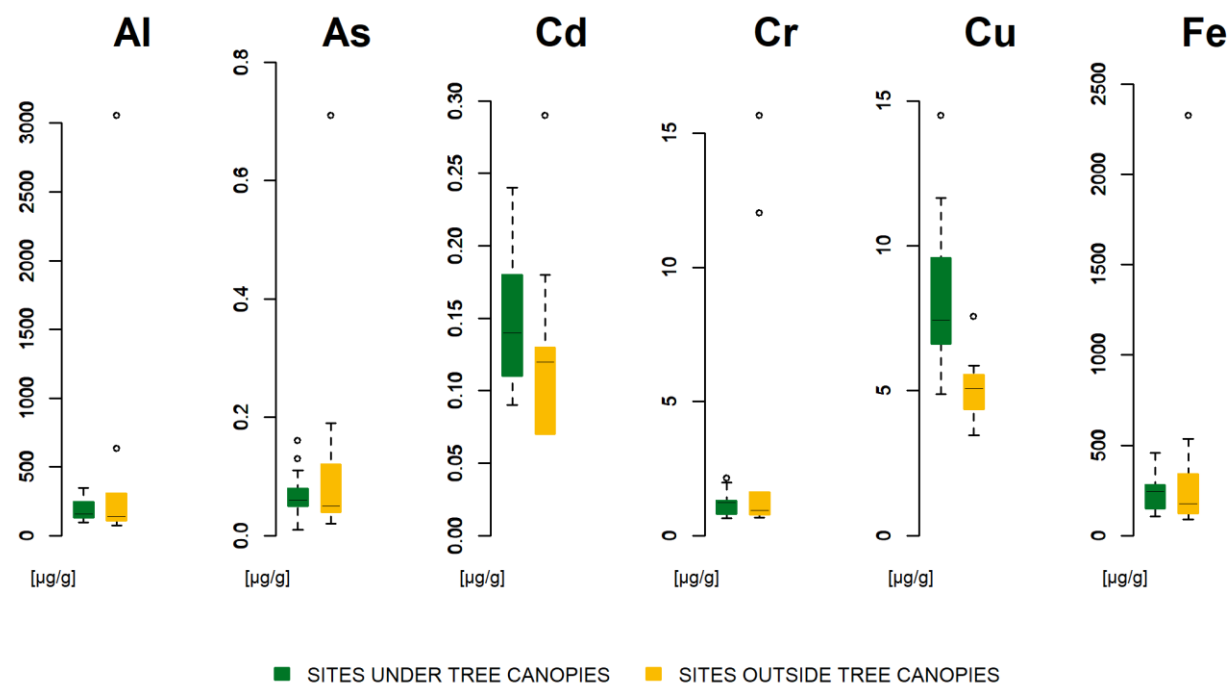 Al As Cd Cr Cu Fe
0 500 1000 1500 2000 2500 3000
0.0 0.2 0.4 0.6 0.8
0.00 0.05 0.10 0.15 0.20 0.25 0.30
0 5 10 15
0 5 10 15
0 500 1000 1500 2000 2500
[µg/g] [µg/g] [µg/g] [µg/g] [µg/g] [µg/g]
SITES UNDER TREE CANOPIES SITES OUTSIDE TREE CANOPIES